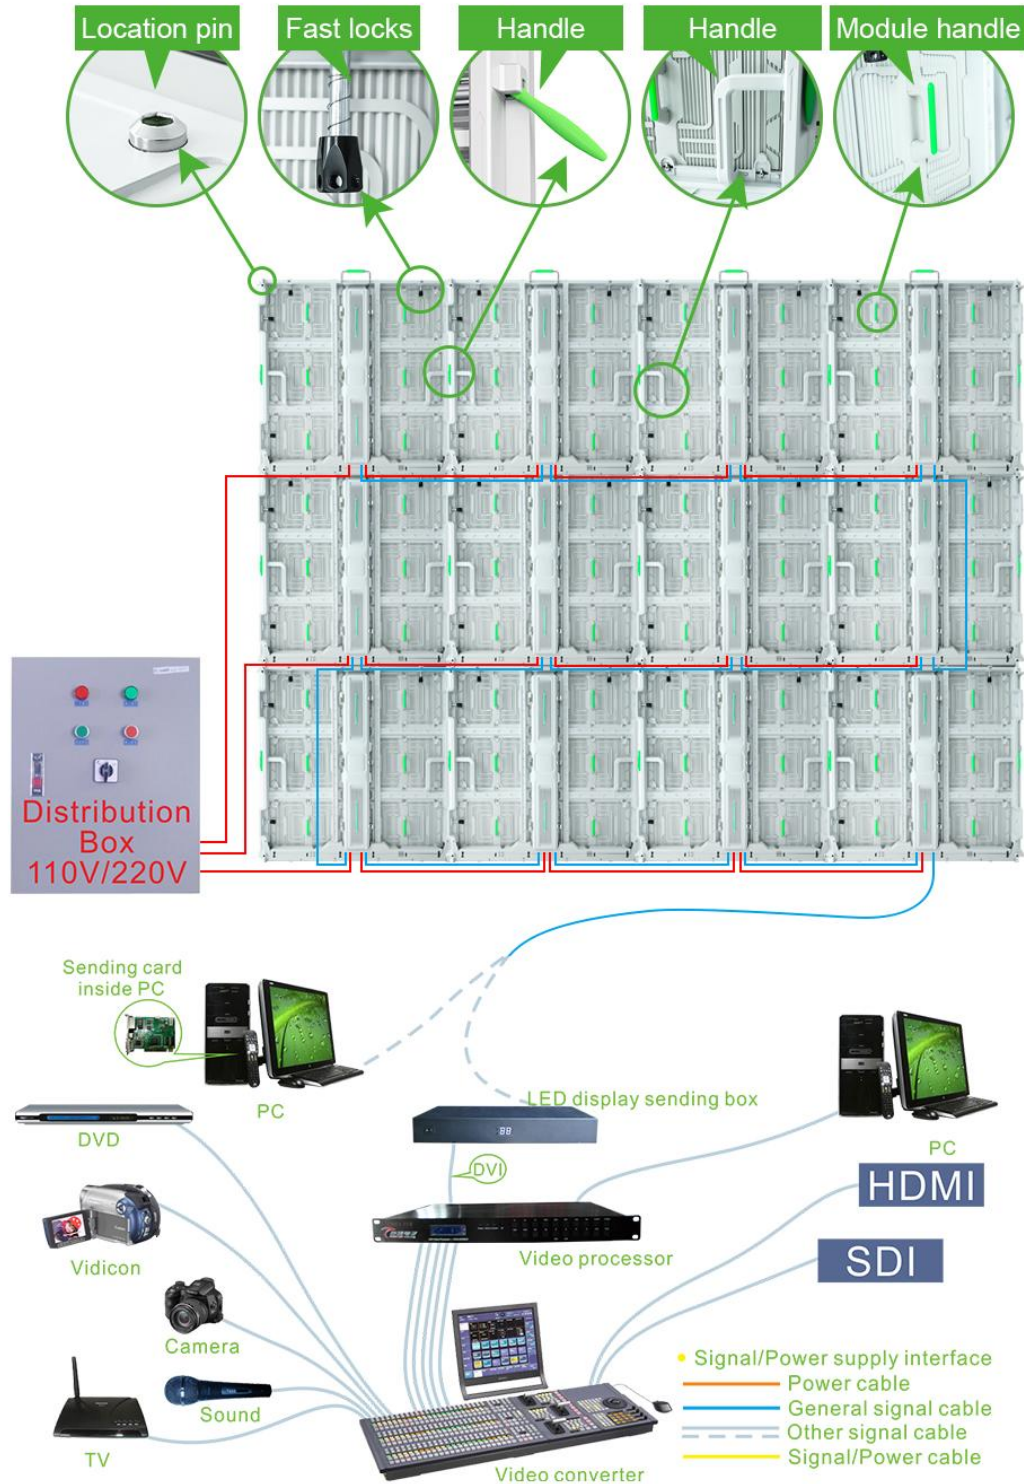 Location pin
Fast locks
Handle
Handle
Module handle
Distribution
Box
110V/220V
Sending card
inside PC
PC
LED display sending box
DVD
DVI
PC
HDMI
Vidicon
Video processor
SDI
Camera
Signal/Power supply interface
Power cable
Sound
General signal cable
Other signal cable
TV
Signal/Power cable
Video converter